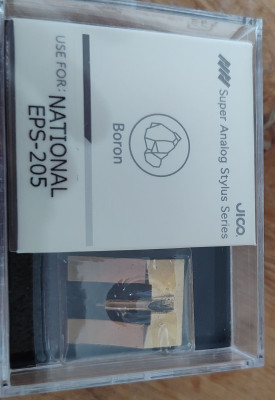 JICO
Super Analog Stylus Series
Boron
USE FOR: NATIONAL
EPS-205